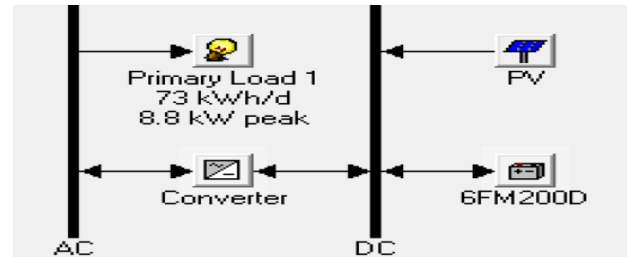 Primary Load 1
73 kWh/d
8.8 kW peak
PV
Converter
6FM200D
AC
DC